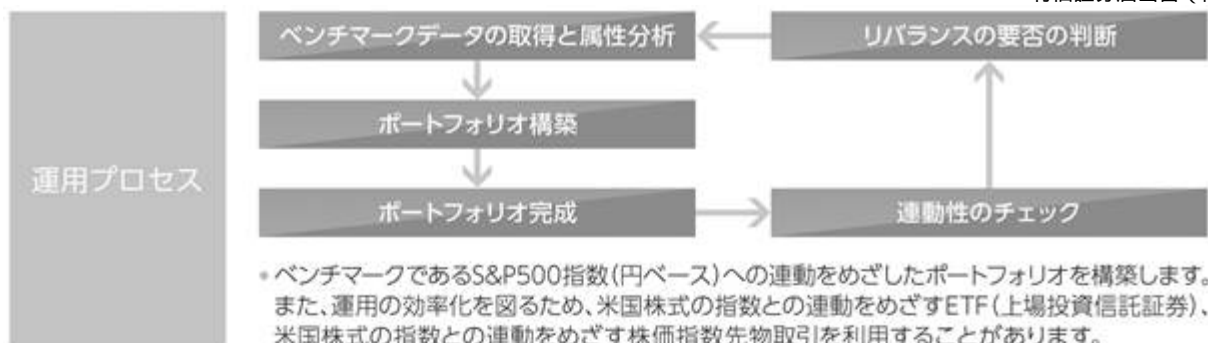 ベンチマークデータの取得と属性分析
リバランスの要否の判断
ポートフォリオ構築
運用プロセス
ポートフォリオ完成
連動性のチェック
• ベンチマークであるS&P500指数(円ベース)への連動をめざしたポートフォリオを構築します。
また、運用の効率化を図るため、米国株式の指数との連動をめざすETF(上場投資信託証券)、
米国株式の指数との連動をめざす株価指数先物取引を利用することがあります。